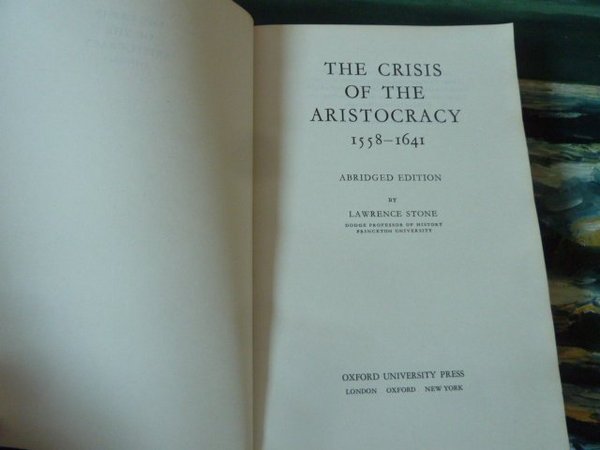 THE CRISIS
OF THE
ARISTOCRACY
1558–1641
ABRIDGED EDITION
BY
LAWRENCE STONE
DODGE PROFESSOR OF HISTORY
PRINCETON UNIVERSITY
OXFORD UNIVERSITY PRESS
LONDON OXFORD NEW YORK